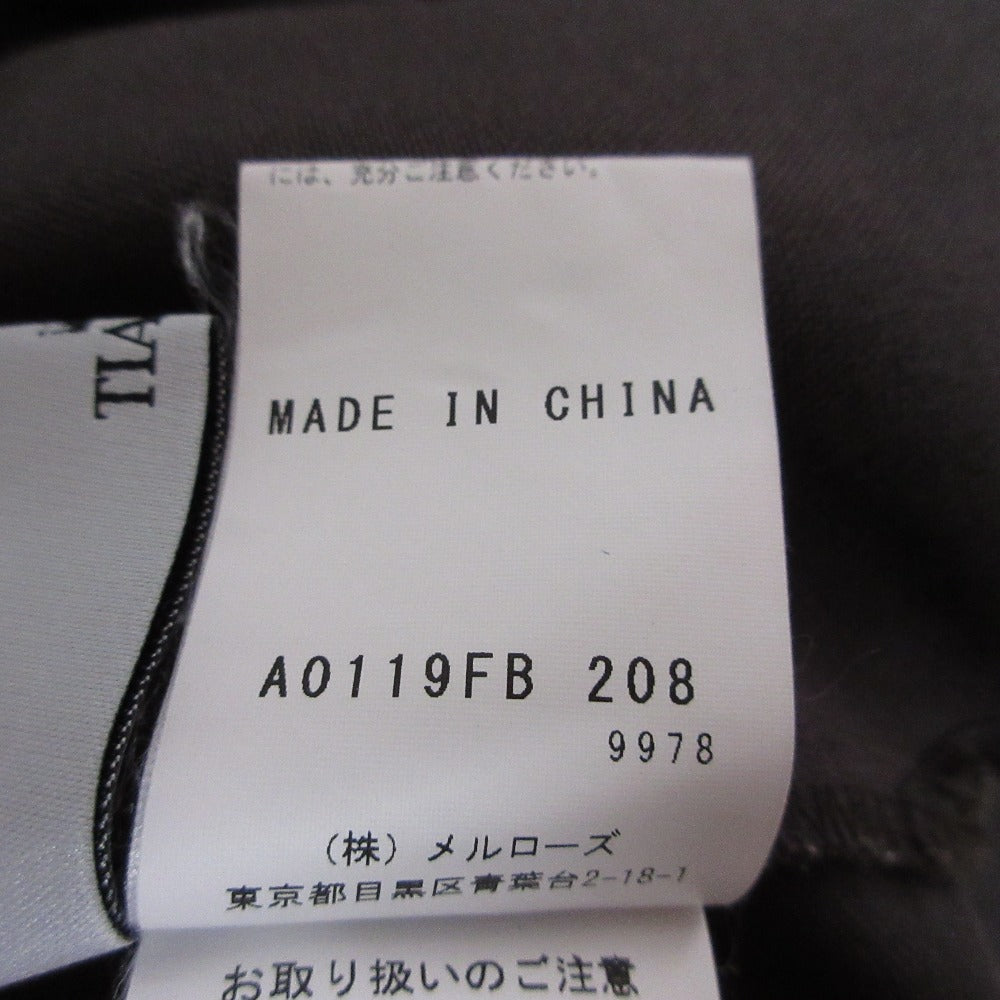 には、充分ご注意ください。
TIA
MADE IN CHINA
A0119FB 208
9978
(株)メルローズ
東京都目黒区青葉台2-18-1
お取り扱いのご注意